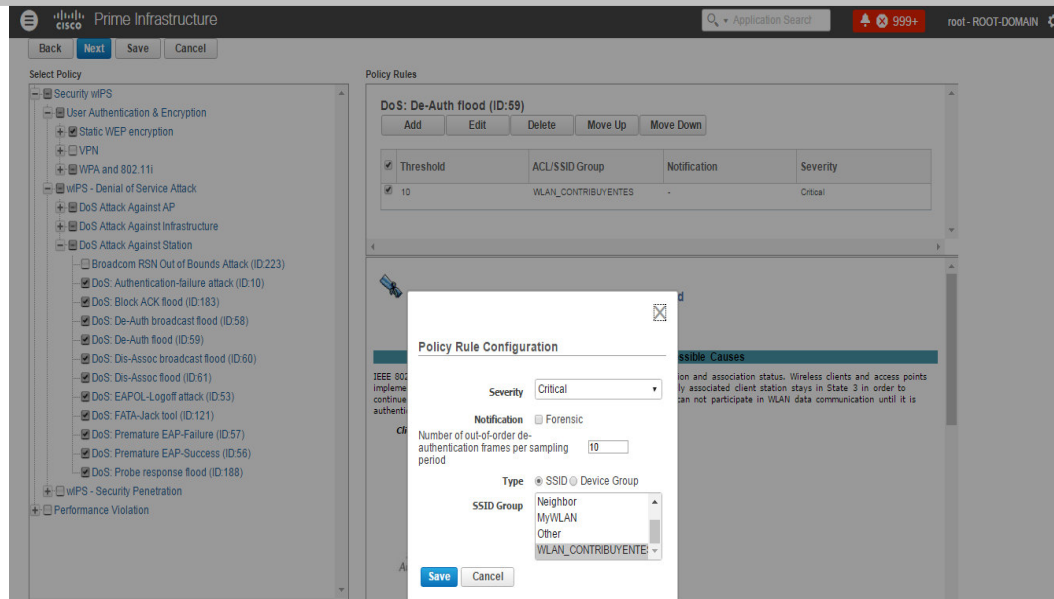 cisco Prime Infrastructure
Application Search
999+
root - ROOT-DOMAIN
Back Next Save Cancel
Select Policy
Security wIPS
User Authentication & Encryption
Static WEP encryption
VPN
WPA and 802.11i
wIPS - Denial of Service Attack
DoS Attack Against AP
DoS Attack Against Infrastructure
DoS Attack Against Station
Broadcom RSN Out of Bounds Attack (ID:223)
DoS: Authentication-failure attack (ID:10)
DoS: Block ACK flood (ID:183)
DoS: De-Auth broadcast flood (ID:58)
DoS: De-Auth flood (ID:59)
DoS: Dis-Assoc broadcast flood (ID:60)
DoS: Dis-Assoc flood (ID:61)
DoS: EAPOL-Logoff attack (ID:53)
DoS: FATA-Jack tool (ID:121)
DoS: Premature EAP-Failure (ID:57)
DoS: Premature EAP-Success (ID:56)
DoS: Probe response flood (ID:188)
wIPS - Security Penetration
Performance Violation
Policy Rules
DoS: De-Auth flood (ID:59)
Add Edit Delete Move Up Move Down
Threshold ACL/SSID Group Notification Severity
10 WLAN_CONTRIBUYENTES - Critical
d
ssible Causes
IEEE 802 ion and association status. Wireless clients and access points
impleme ly associated client station stays in State 3 in order to
continue can not participate in WLAN data communication until it is
authenti
Cli
A
Policy Rule Configuration
Severity Critical
Notification Forensic
Number of out-of-order de-
authentication frames per sampling 10
period
Type SSID Device Group
SSID Group Neighbor
MyWLAN
Other
WLAN_CONTRIBUYENTE
Save Cancel